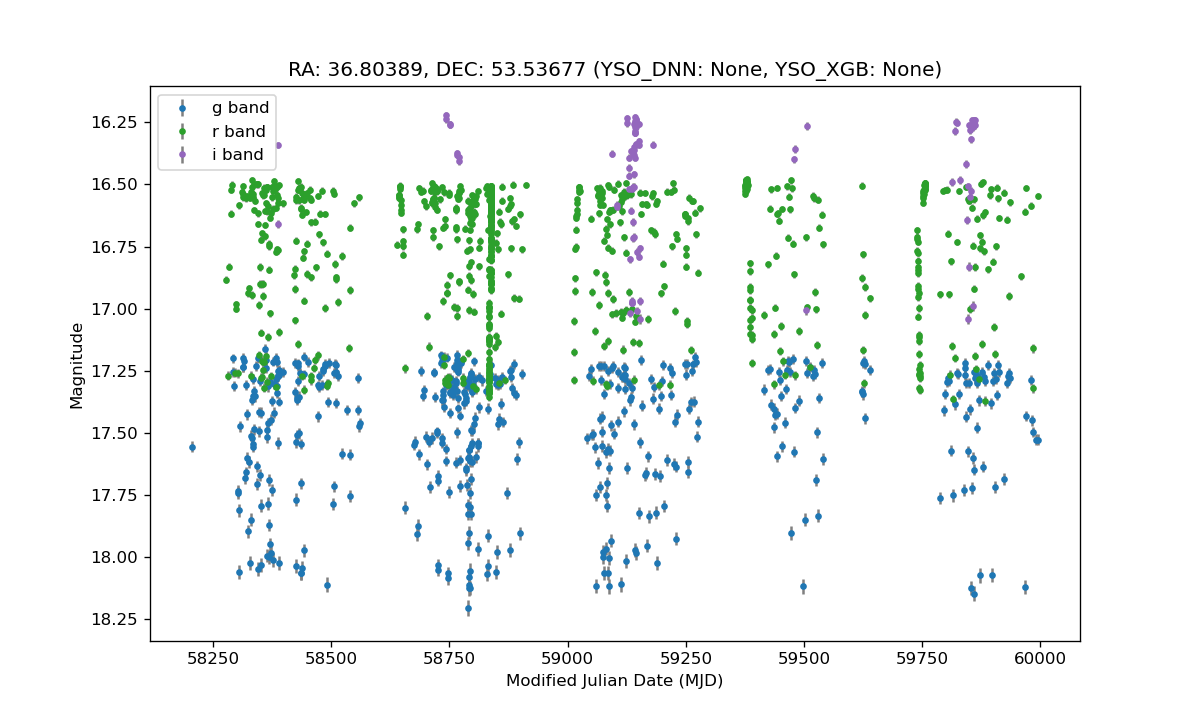 RA: 36.80389, DEC: 53.53677 (YSO_DNN: None, YSO_XGB: None)
g band
r band
i band
16.25
16.50
16.75
17.00
17.25
17.50
17.75
18.00
18.25
Magnitude
58250 58500 58750 59000 59250 59500 59750 60000
Modified Julian Date (MJD)